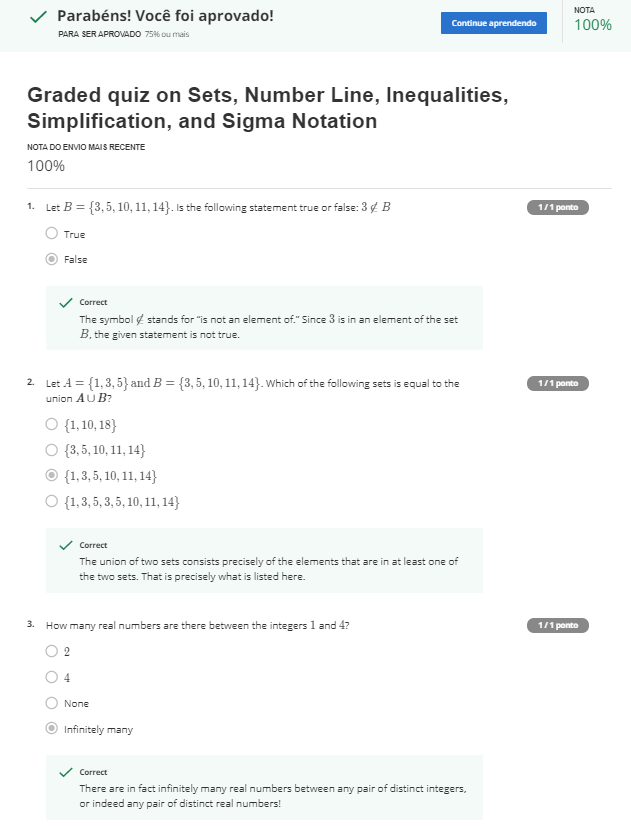 Parabéns! Você foi aprovado!
PARA SER APROVADO 75% ou mais
Continue aprendendo
NOTA
100%
Graded quiz on Sets, Number Line, Inequalities,
Simplification, and Sigma Notation
NOTA DO ENVIO MAIS RECENTE
100%
1. Let B = {3, 5, 10, 11, 14}. Is the following statement true or false: 3 ∉ B
1 / 1 ponto
True
False
Correct
The symbol ∉ stands for "is not an element of." Since 3 is in an element of the set
B, the given statement is not true.
2. Let A = {1, 3, 5} and B = {3, 5, 10, 11, 14}. Which of the following sets is equal to the
union A ∪ B?
1 / 1 ponto
{1, 10, 18}
{3, 5, 10, 11, 14}
{1, 3, 5, 10, 11, 14}
{1, 3, 5, 3, 5, 10, 11, 14}
Correct
The union of two sets consists precisely of the elements that are in at least one of
the two sets. That is precisely what is listed here.
3. How many real numbers are there between the integers 1 and 4?
1 / 1 ponto
2
4
None
Infinitely many
Correct
There are in fact infinitely many real numbers between any pair of distinct integers,
or indeed any pair of distinct real numbers!